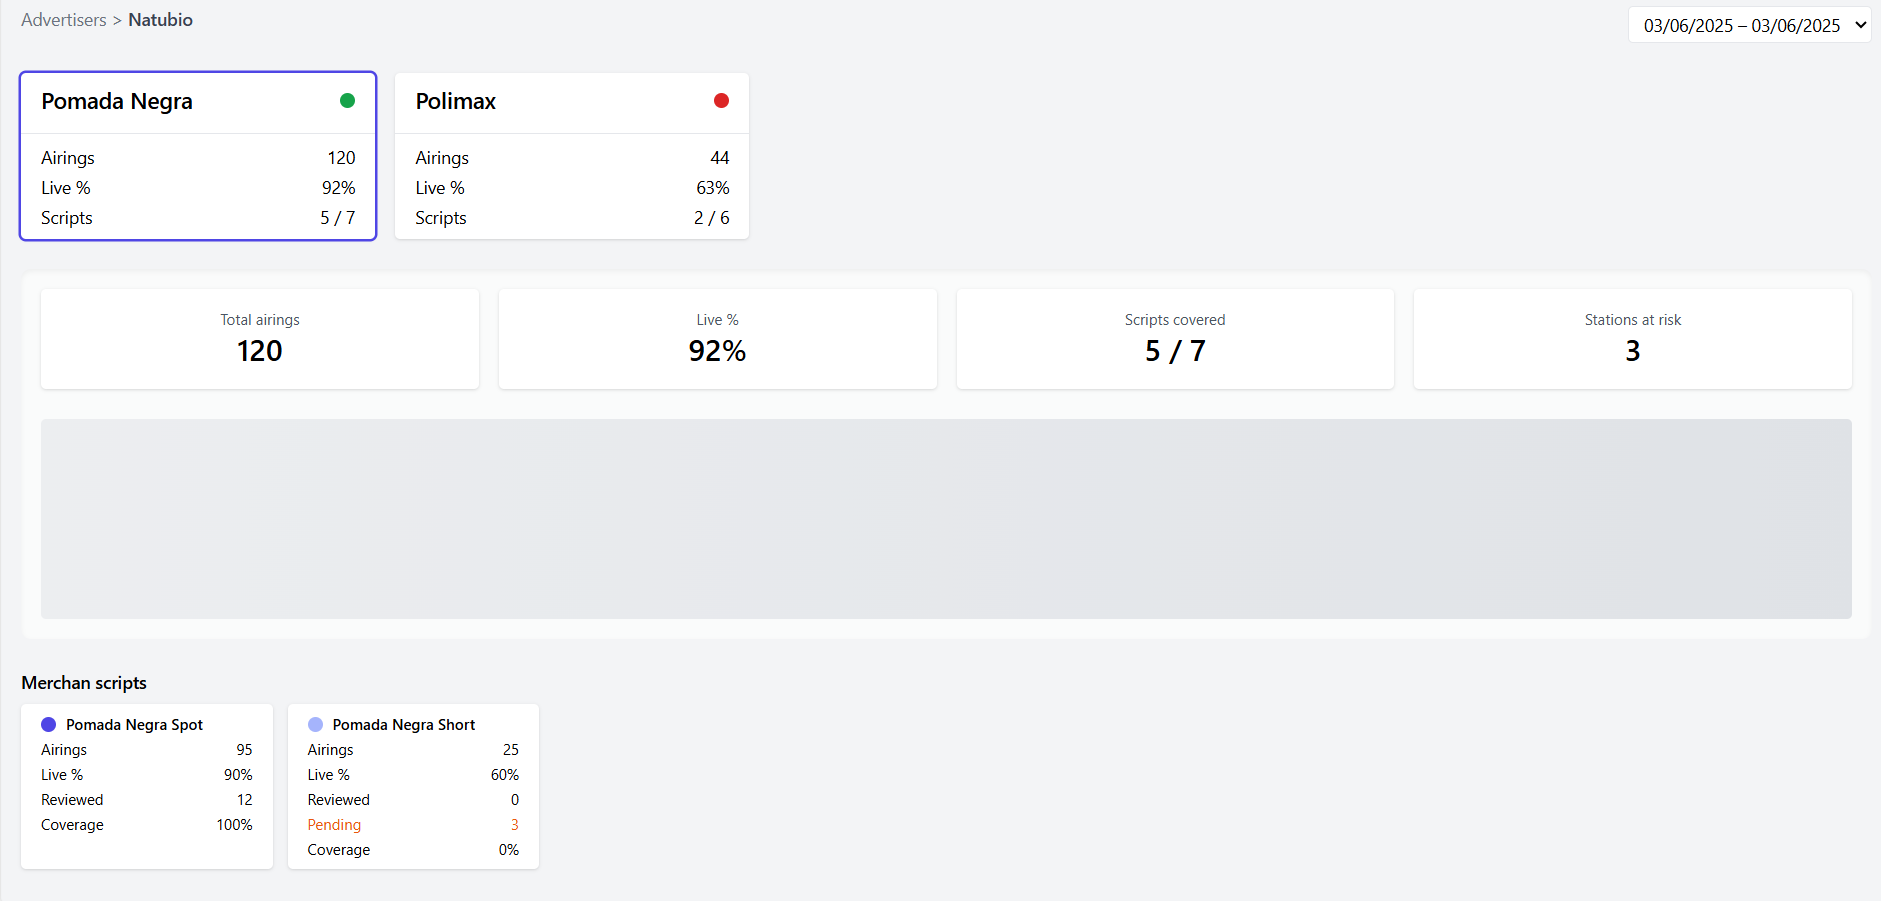 Advertisers > Natubio
03/06/2025 – 03/06/2025
Pomada Negra
Airings 120
Live % 92%
Scripts 5 / 7
Polimax
Airings 44
Live % 63%
Scripts 2 / 6
Total airings
120
Live %
92%
Scripts covered
5 / 7
Stations at risk
3
Merchan scripts
Pomada Negra Spot
Airings 95
Live % 90%
Reviewed 12
Coverage 100%
Pomada Negra Short
Airings 25
Live % 60%
Reviewed 0
Pending 3
Coverage 0%